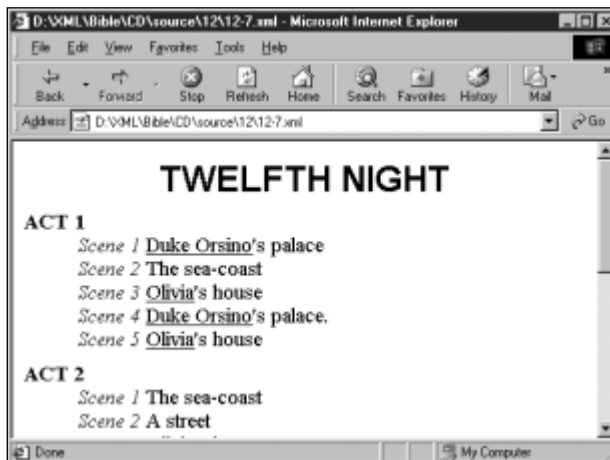 D:\XML\Bible\CD\source\12\12-7.xml - Microsoft Internet Explorer
File Edit View Favorites Tools Help
Back Forward Stop Refresh Home Search Favorites History Mail
Address D:\XML\Bible\CD\source\12\12-7.xml Go
TWELFTH NIGHT
ACT 1
Scene 1 Duke Orsino's palace
Scene 2 The sea-coast
Scene 3 Olivia's house
Scene 4 Duke Orsino's palace.
Scene 5 Olivia's house
ACT 2
Scene 1 The sea-coast
Scene 2 A street
Done My Computer